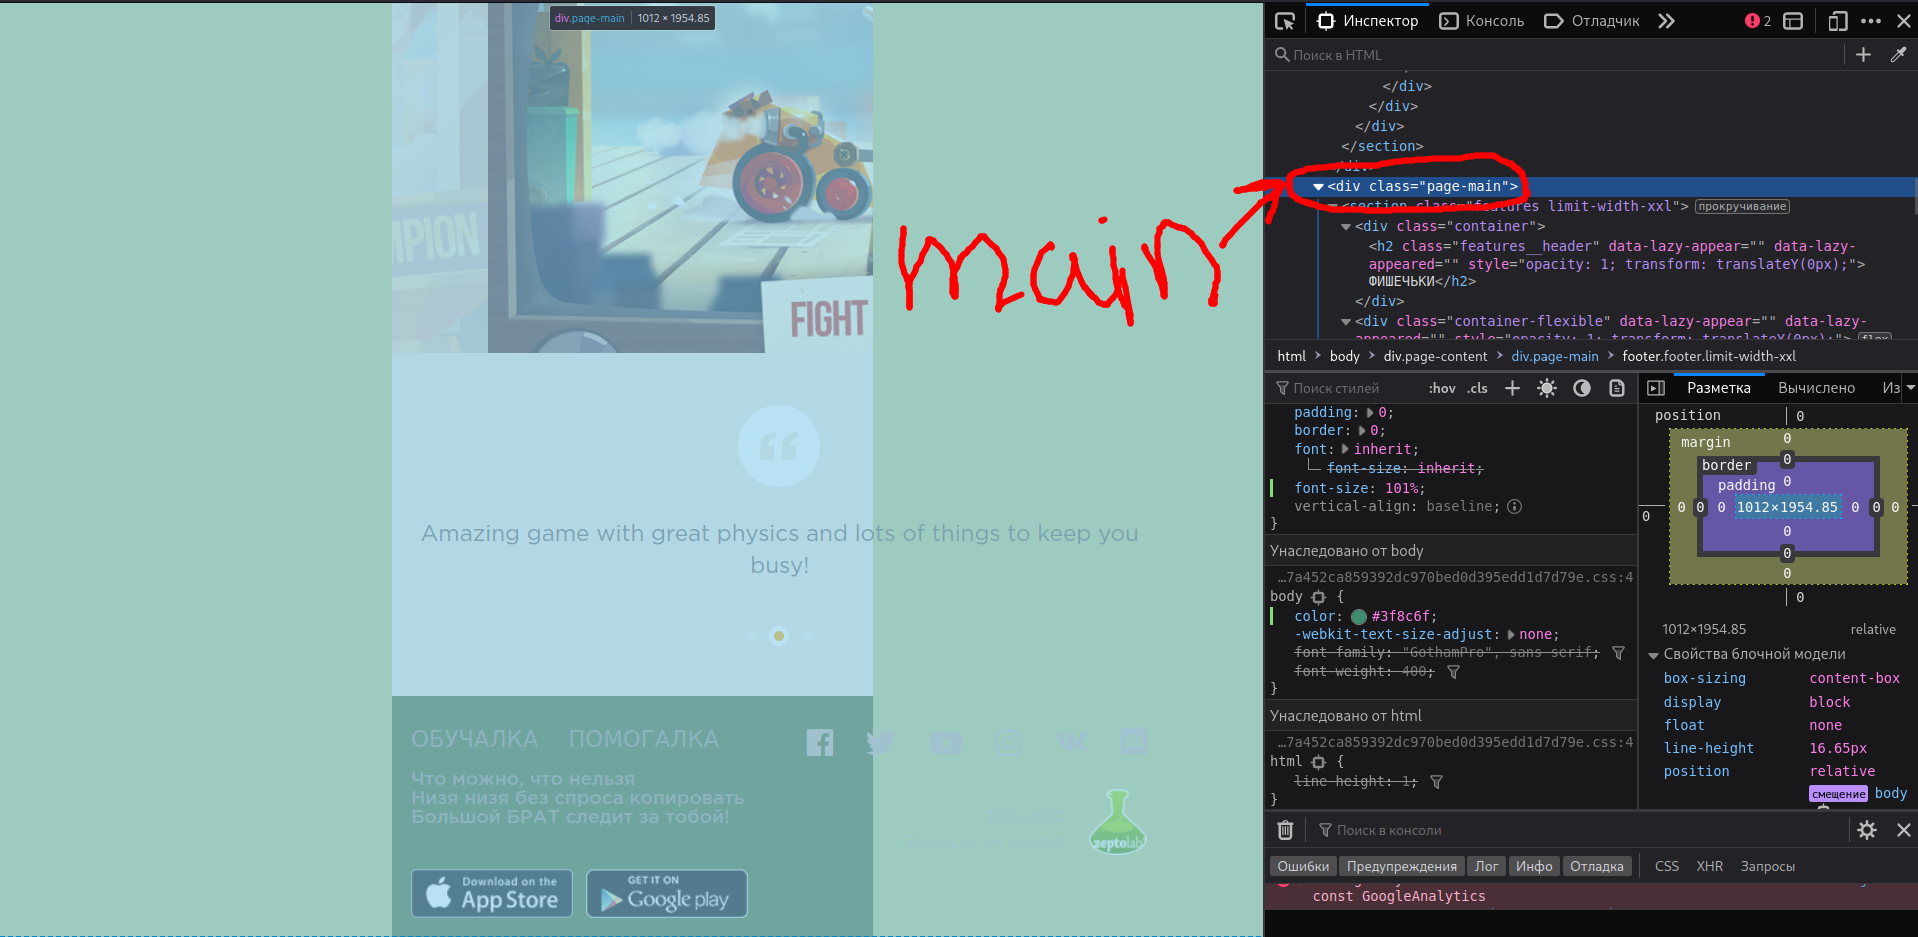 div.page-main 1012 × 1954.85
Инспектор Консоль Отладчик 2
Поиск в HTML
</div>
</div>
</div>
</section>
<div class="page-main">
<section class="features limit-width-xxl"> прокручивание
<div class="container">
<h2 class="features__header" data-lazy-appear="" data-lazy-
appeared="" style="opacity: 1; transform: translateY(0px);">
ФИШЕЧЬКИ</h2>
</div>
<div class="container-flexible" data-lazy-appear="" data-lazy-
appeared="" style="opacity: 1; transform: translateY(0px);"> flex
html body div.page-content div.page-main footer.footer.limit-width-xxl
main
MPION
FIGHT
Amazing game with great physics and lots of things to keep you
busy!
ОБУЧАЛКА ПОМОГАЛКА
Что можно, что нельзя
Низя низя без спроса копировать
Большой БРАТ следит за тобой!
zeptolab
Download on the
App Store
GET IT ON
Google play
Поиск стилей :hov .cls
padding: 0;
border: 0;
font: inherit;
font-size: inherit;
font-size: 101%;
vertical-align: baseline;
}
Унаследовано от body
…7a452ca859392dc970bed0d395edd1d7d79e.css:4
body {
color: #3f8c6f;
-webkit-text-size-adjust: none;
font-family: "GothamPro", sans-serif;
font-weight: 400;
}
Унаследовано от html
…7a452ca859392dc970bed0d395edd1d7d79e.css:4
html {
line-height: 1;
}
Разметка Вычислено Из
position 0
margin 0
border 0
padding 0
0 0 0 0 1012×1954.85 0 0 0
0
0
0
0
1012×1954.85 relative
Свойства блочной модели
box-sizing content-box
display block
float none
line-height 16.65px
position relative
смещение body
Поиск в консоли
Ошибки Предупреждения Лог Инфо Отладка CSS XHR Запросы
const GoogleAnalytics